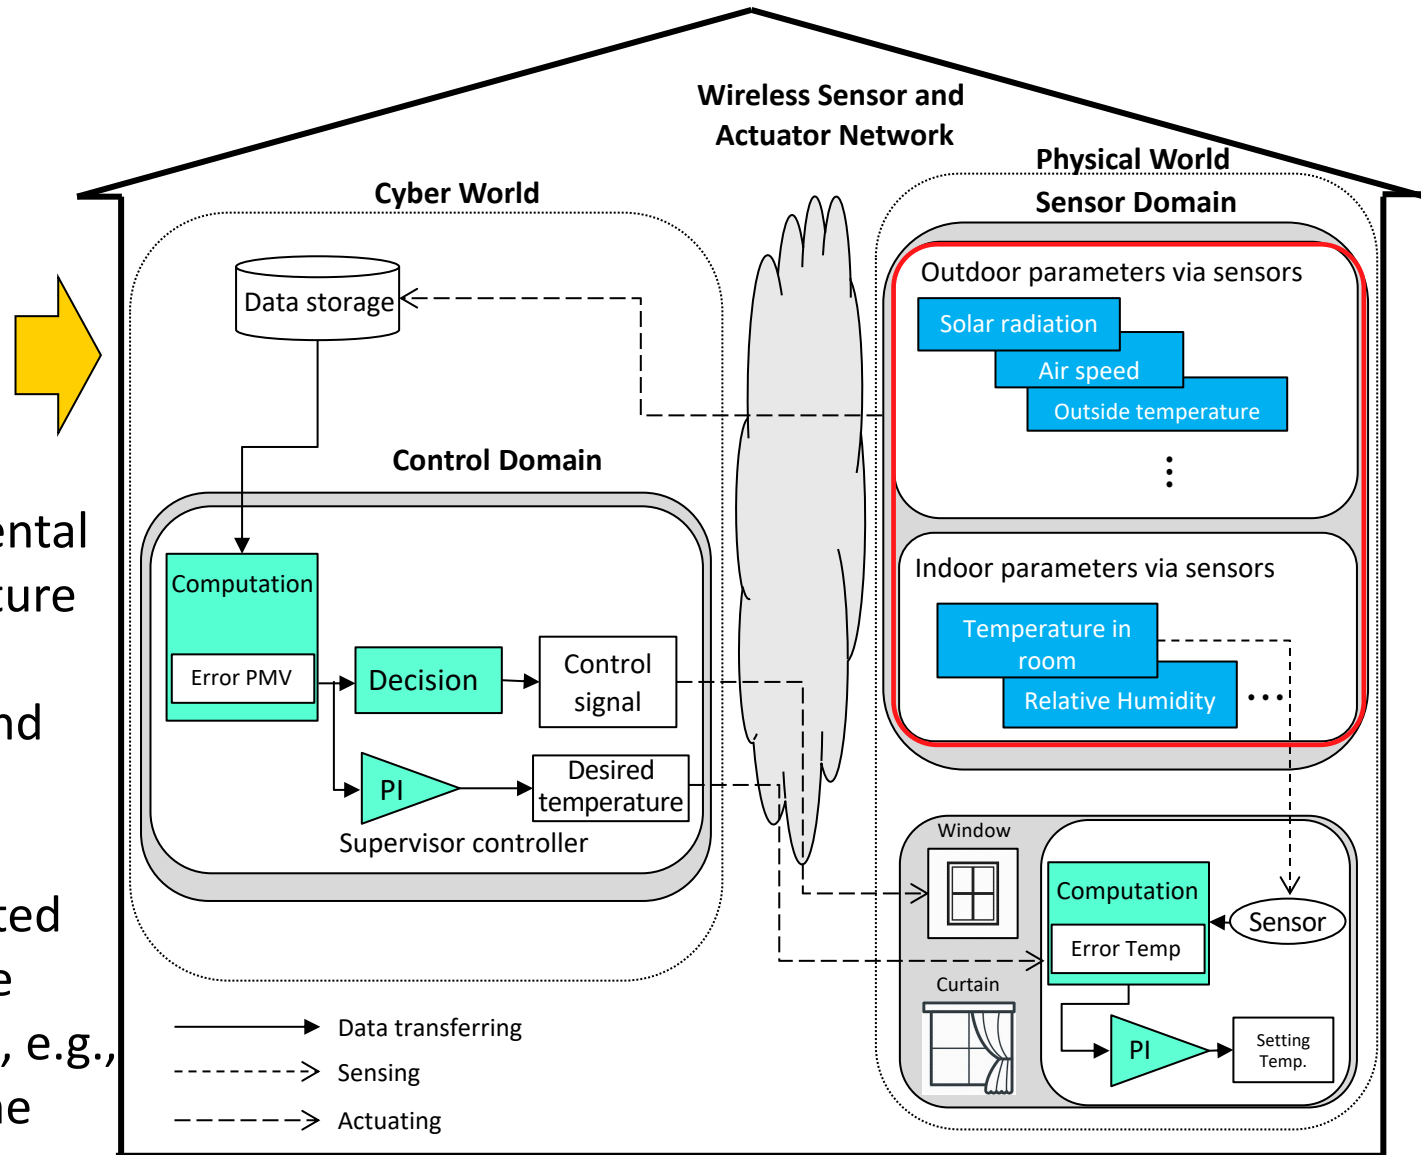 Wireless Sensor and
Actuator Network
Physical World
Sensor Domain
Cyber World
Outdoor parameters via sensors
Solar radiation
Air speed
Outside temperature
Data storage
Control Domain
Indoor parameters via sensors
Temperature in
room
Relative Humidity
...
Computation
Error PMV
Decision
Control
signal
PI
Desired
temperature
Supervisor controller
Window
Curtain
Computation
Error Temp
Sensor
PI
Setting
Temp.
Data transferring
Sensing
Actuating
ental
ture
nd
ted
e
, e.g.,
ne